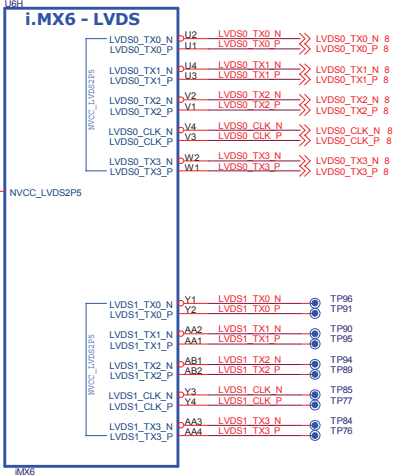 U6H
i.MX6 - LVDS
LVDS0_TX0_N U2 LVDS0_TX0_N LVDS0_TX0_N 8
LVDS0_TX0_P U1 LVDS0_TX0_P LVDS0_TX0_P 8
LVDS0_TX1_N U4 LVDS0_TX1_N LVDS0_TX1_N 8
LVDS0_TX1_P U3 LVDS0_TX1_P LVDS0_TX1_P 8
LVDS0_TX2_N V2 LVDS0_TX2_N LVDS0_TX2_N 8
LVDS0_TX2_P V1 LVDS0_TX2_P LVDS0_TX2_P 8
NVCC_LVDS2P5
LVDS0_CLK_N V4 LVDS0_CLK_N LVDS0_CLK_N 8
LVDS0_CLK_P V3 LVDS0_CLK_P LVDS0_CLK_P 8
LVDS0_TX3_N W2 LVDS0_TX3_N LVDS0_TX3_N 8
LVDS0_TX3_P W1 LVDS0_TX3_P LVDS0_TX3_P 8
NVCC_LVDS2P5
LVDS1_TX0_N Y1 LVDS1_TX0_N TP96
LVDS1_TX0_P Y2 LVDS1_TX0_P TP91
LVDS1_TX1_N AA2 LVDS1_TX1_N TP90
LVDS1_TX1_P AA1 LVDS1_TX1_P TP95
LVDS1_TX2_N AB1 LVDS1_TX2_N TP94
LVDS1_TX2_P AB2 LVDS1_TX2_P TP89
NVCC_LVDS2P5
LVDS1_CLK_N Y3 LVDS1_CLK_N TP85
LVDS1_CLK_P Y4 LVDS1_CLK_P TP77
LVDS1_TX3_N AA3 LVDS1_TX3_N TP84
LVDS1_TX3_P AA4 LVDS1_TX3_P TP76
iMX6